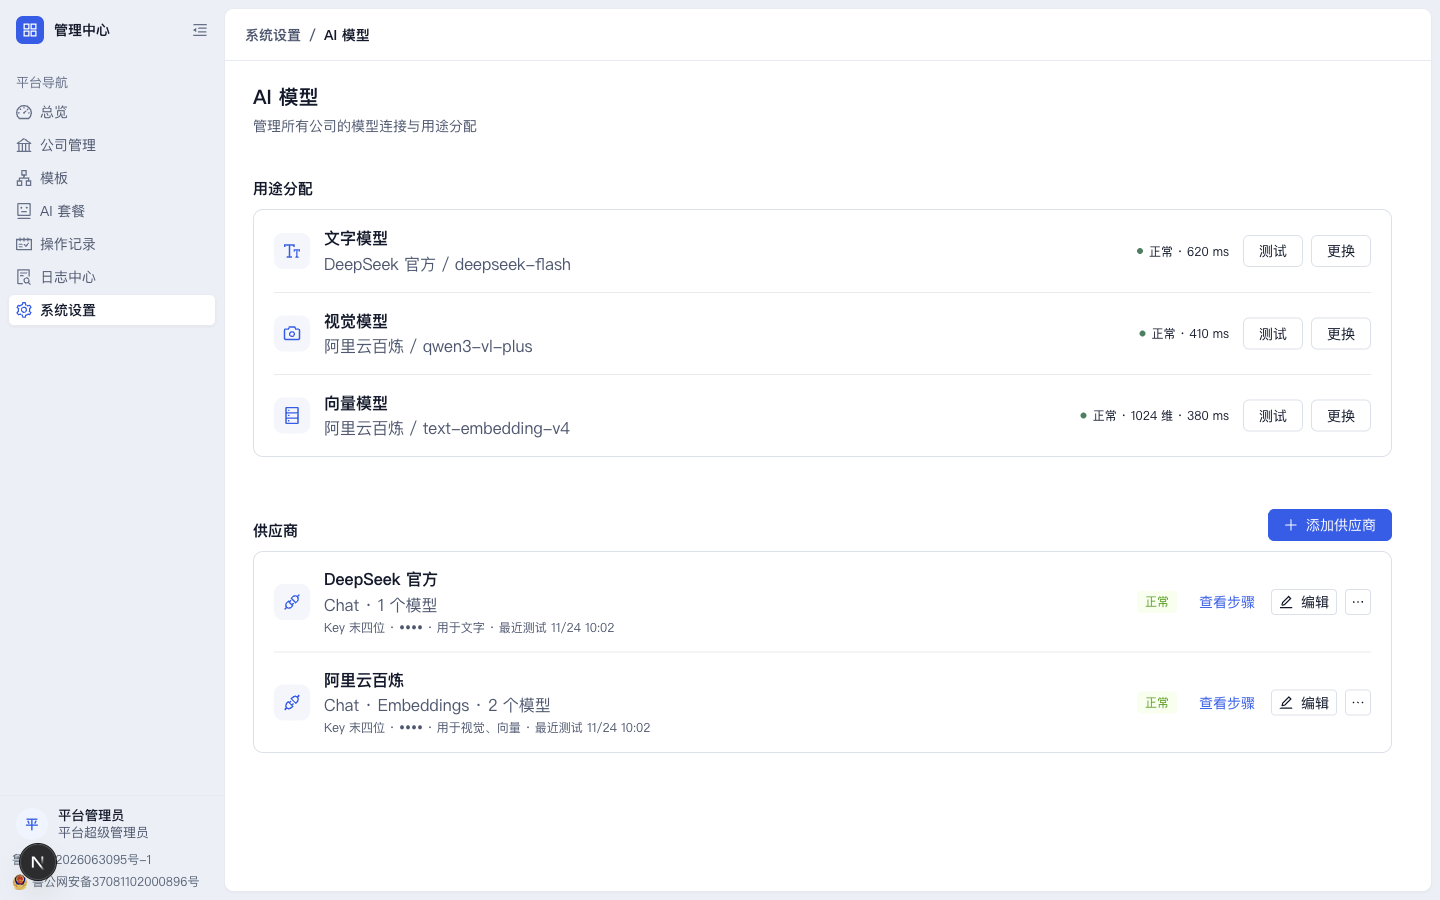 管理中心
平台导航
总览
公司管理
模板
AI 套餐
操作记录
日志中心
系统设置
系统设置 / AI 模型
AI 模型
管理所有公司的模型连接与用途分配
用途分配
文字模型
DeepSeek 官方 / deepseek-flash
正常 · 620 ms
测试
更换
视觉模型
阿里云百炼 / qwen3-vl-plus
正常 · 410 ms
测试
更换
向量模型
阿里云百炼 / text-embedding-v4
正常 · 1024 维 · 380 ms
测试
更换
供应商
添加供应商
DeepSeek 官方
Chat · 1 个模型
Key 末四位 · •••• · 用于文字 · 最近测试 11/24 10:02
正常
查看步骤
编辑
···
阿里云百炼
Chat · Embeddings · 2 个模型
Key 末四位 · •••• · 用于视觉、向量 · 最近测试 11/24 10:02
正常
查看步骤
编辑
···
平
平台管理员
平台超级管理员
2026063095号-1
N
鲁公网安备37081102000896号